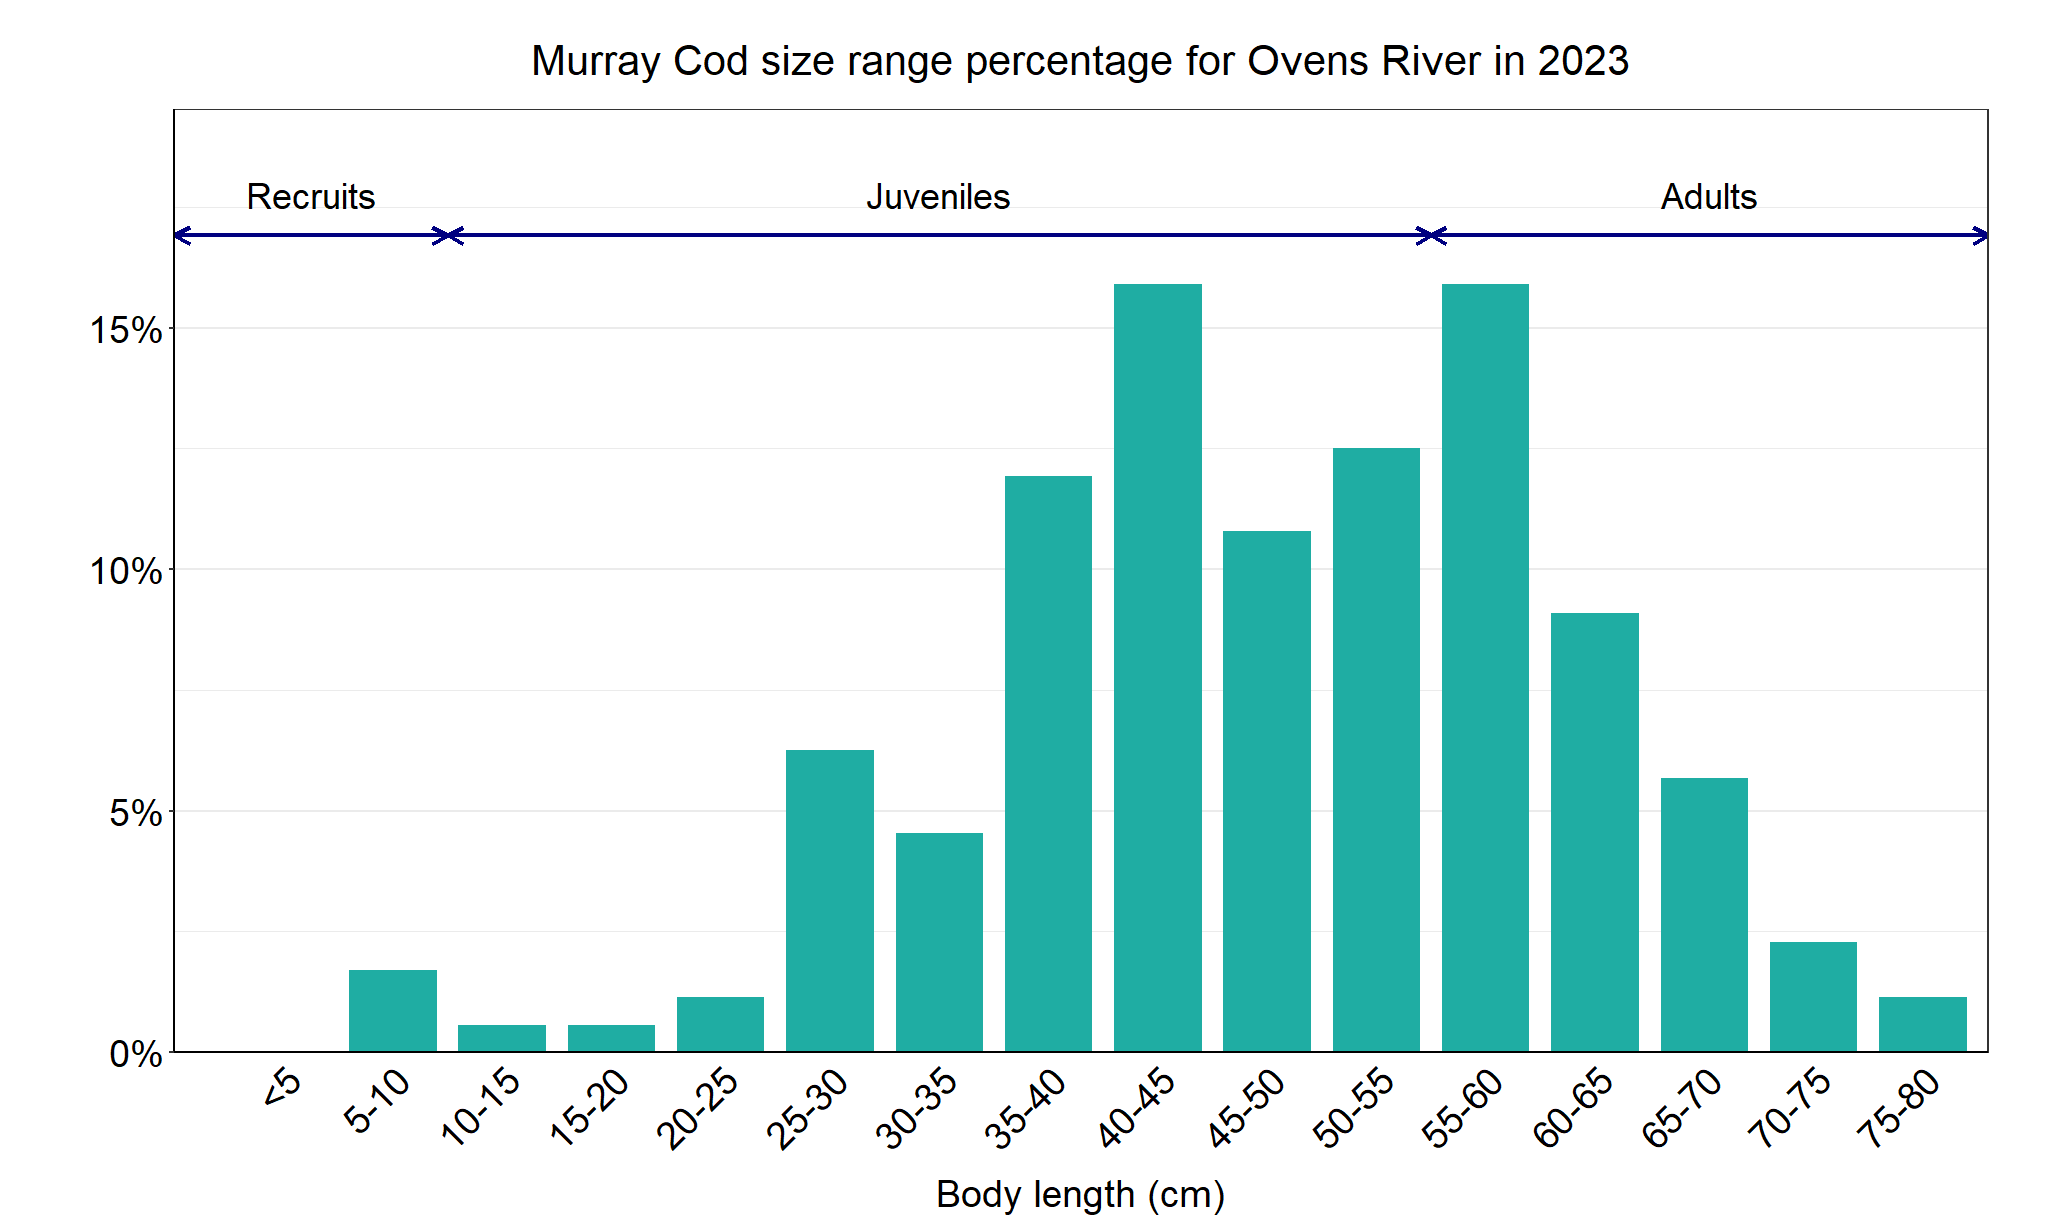 Murray Cod size range percentage for Ovens River in 2023
Recruits Juveniles Adults
15%
10%
5%
0%
<5 5-10 10-15 15-20 20-25 25-30 30-35 35-40 40-45 45-50 50-55 55-60 60-65 65-70 70-75 75-80
Body length (cm)